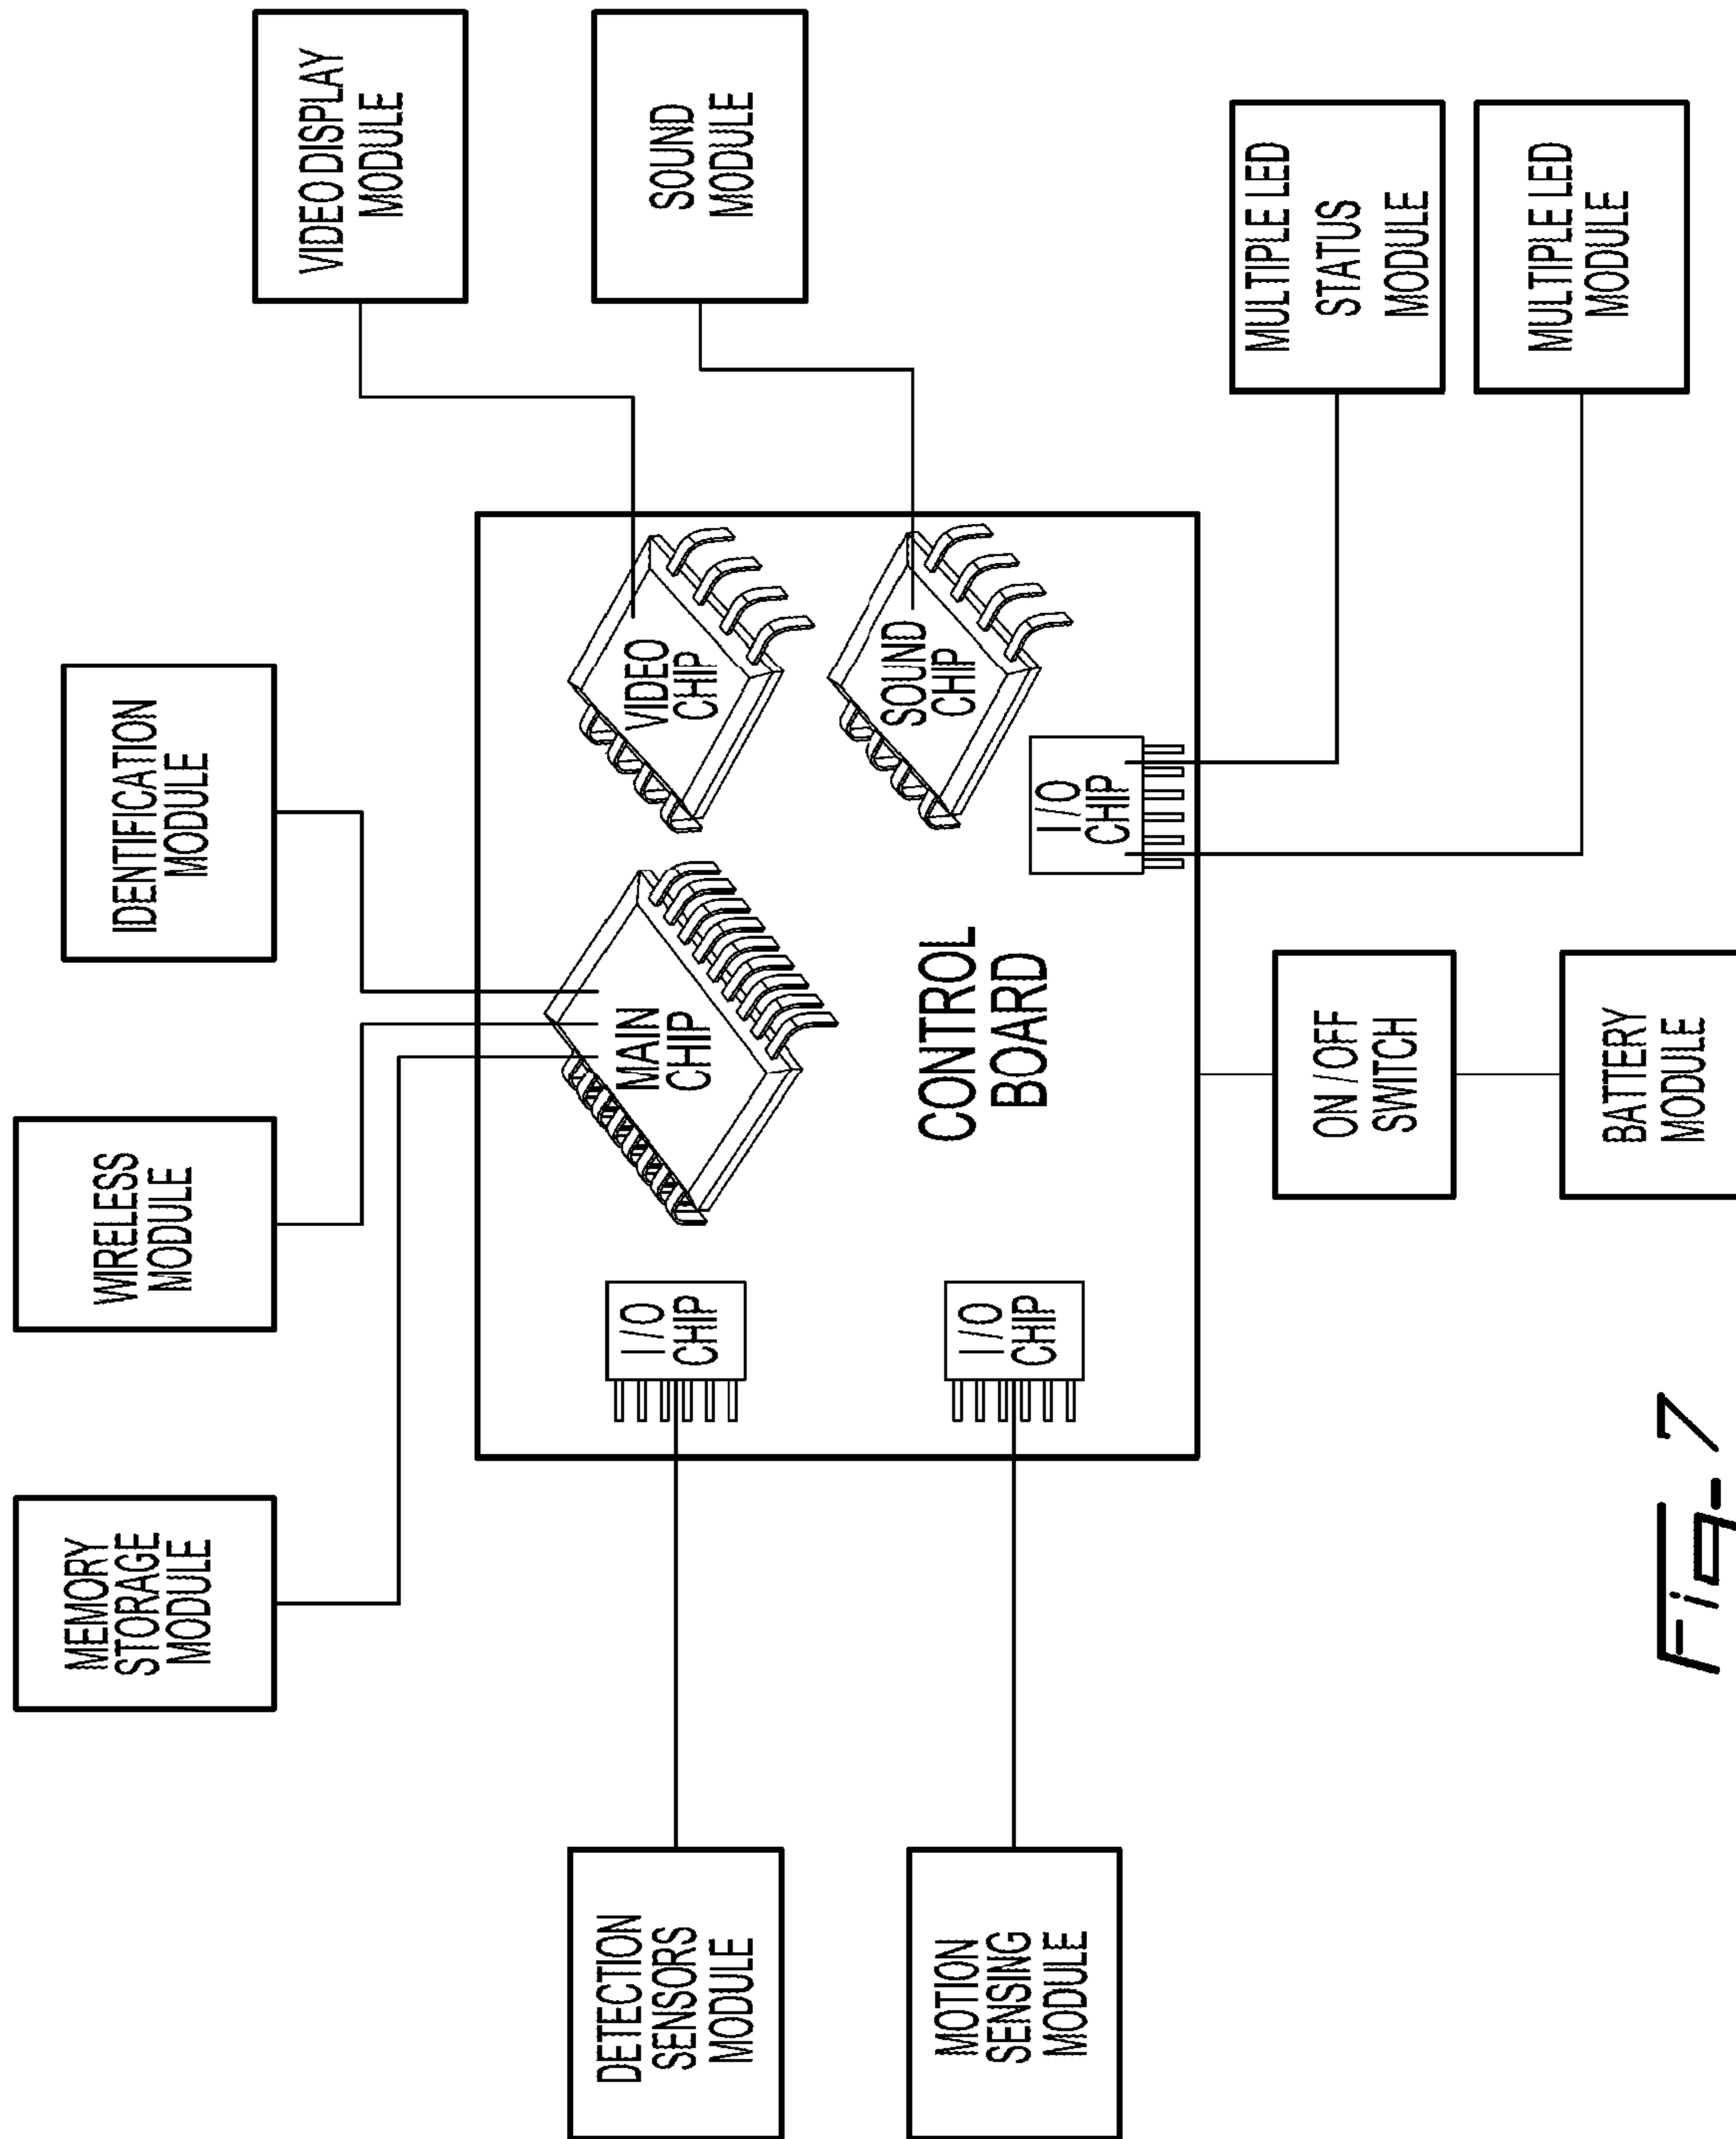 MEMORY
STORAGE
MODULE
WIRELESS
MODULE
IDENTIFICATION
MODULE
VIDEO DISPLAY
MODULE
SOUND
MODULE
DETECTION
SENSORS
MODULE
MOTION
SENSING
MODULE
I/O
CHIP
I/O
CHIP
MAIN
CHIP
VIDEO
CHIP
SOUND
CHIP
I/O
CHIP
CONTROL
BOARD
MULTIPLE LED
STATUS
MODULE
MULTIPLE LED
MODULE
ON / OFF
SWITCH
BATTERY
MODULE
Fig-7